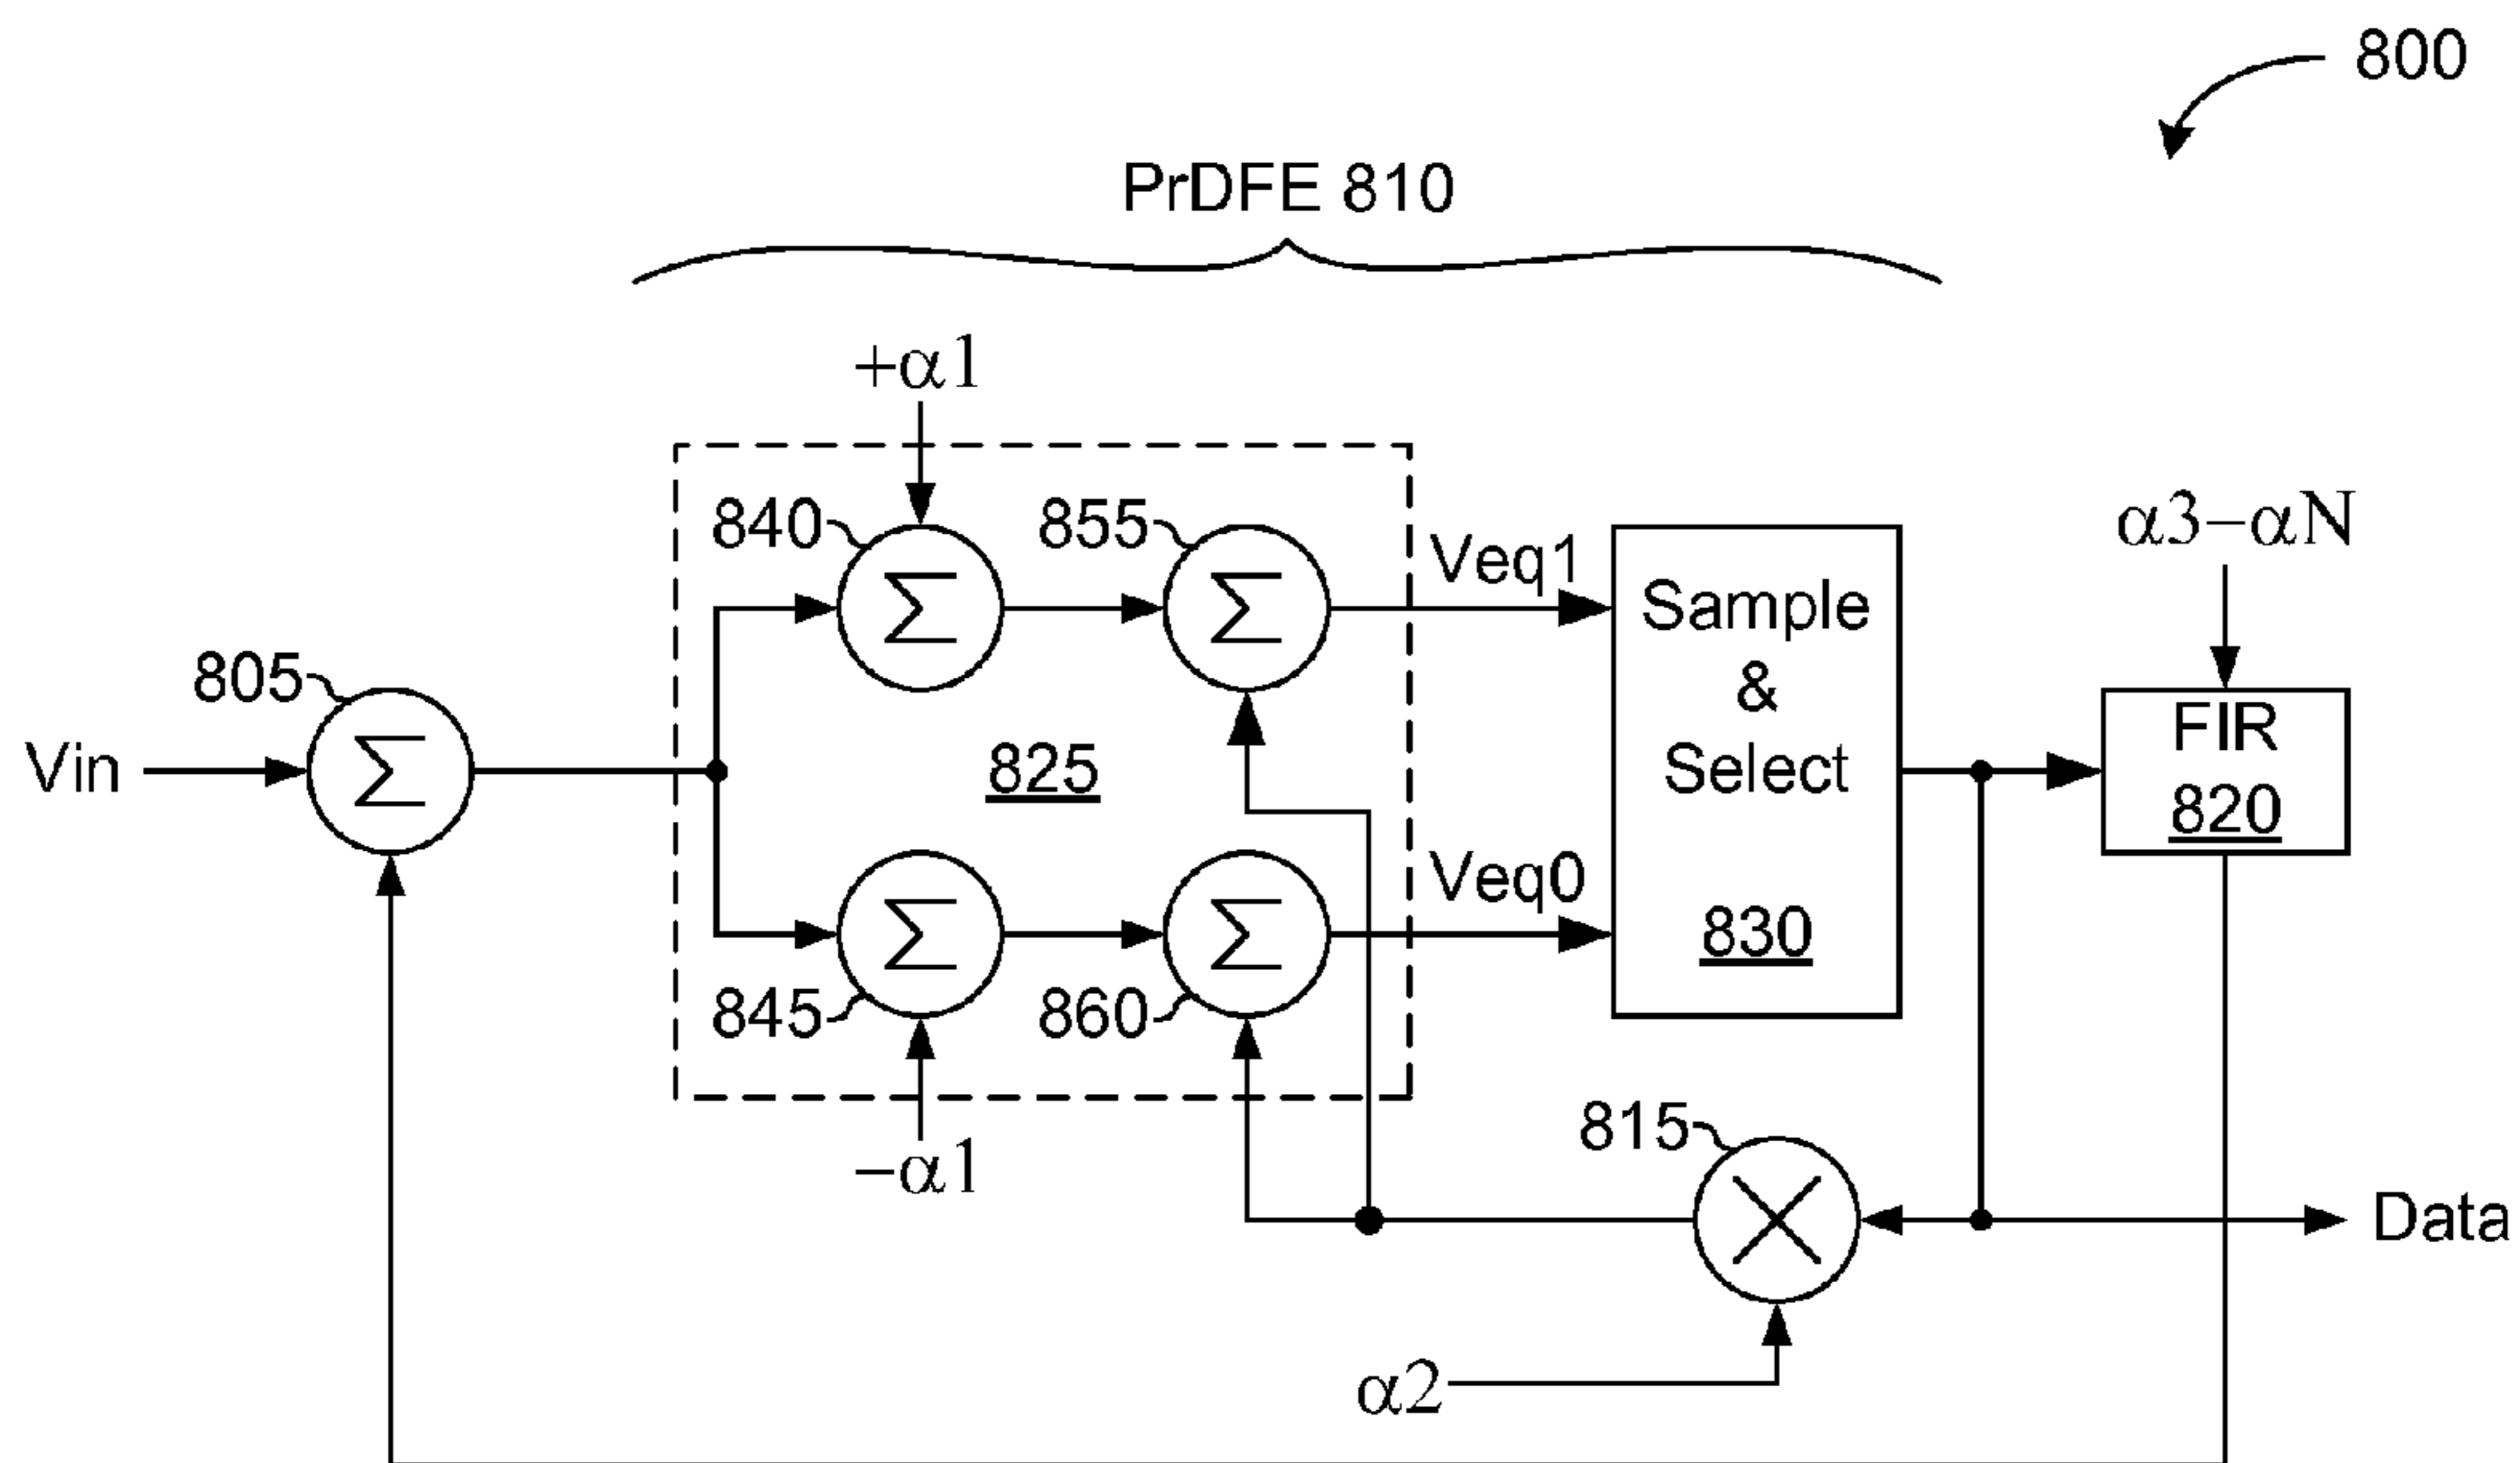 800
PrDFE 810
+α1
840
855
Veq1
Sample
&
Select
830
α3–αN
FIR
820
805
Vin
825
Veq0
845
860
–α1
815
Data
α2